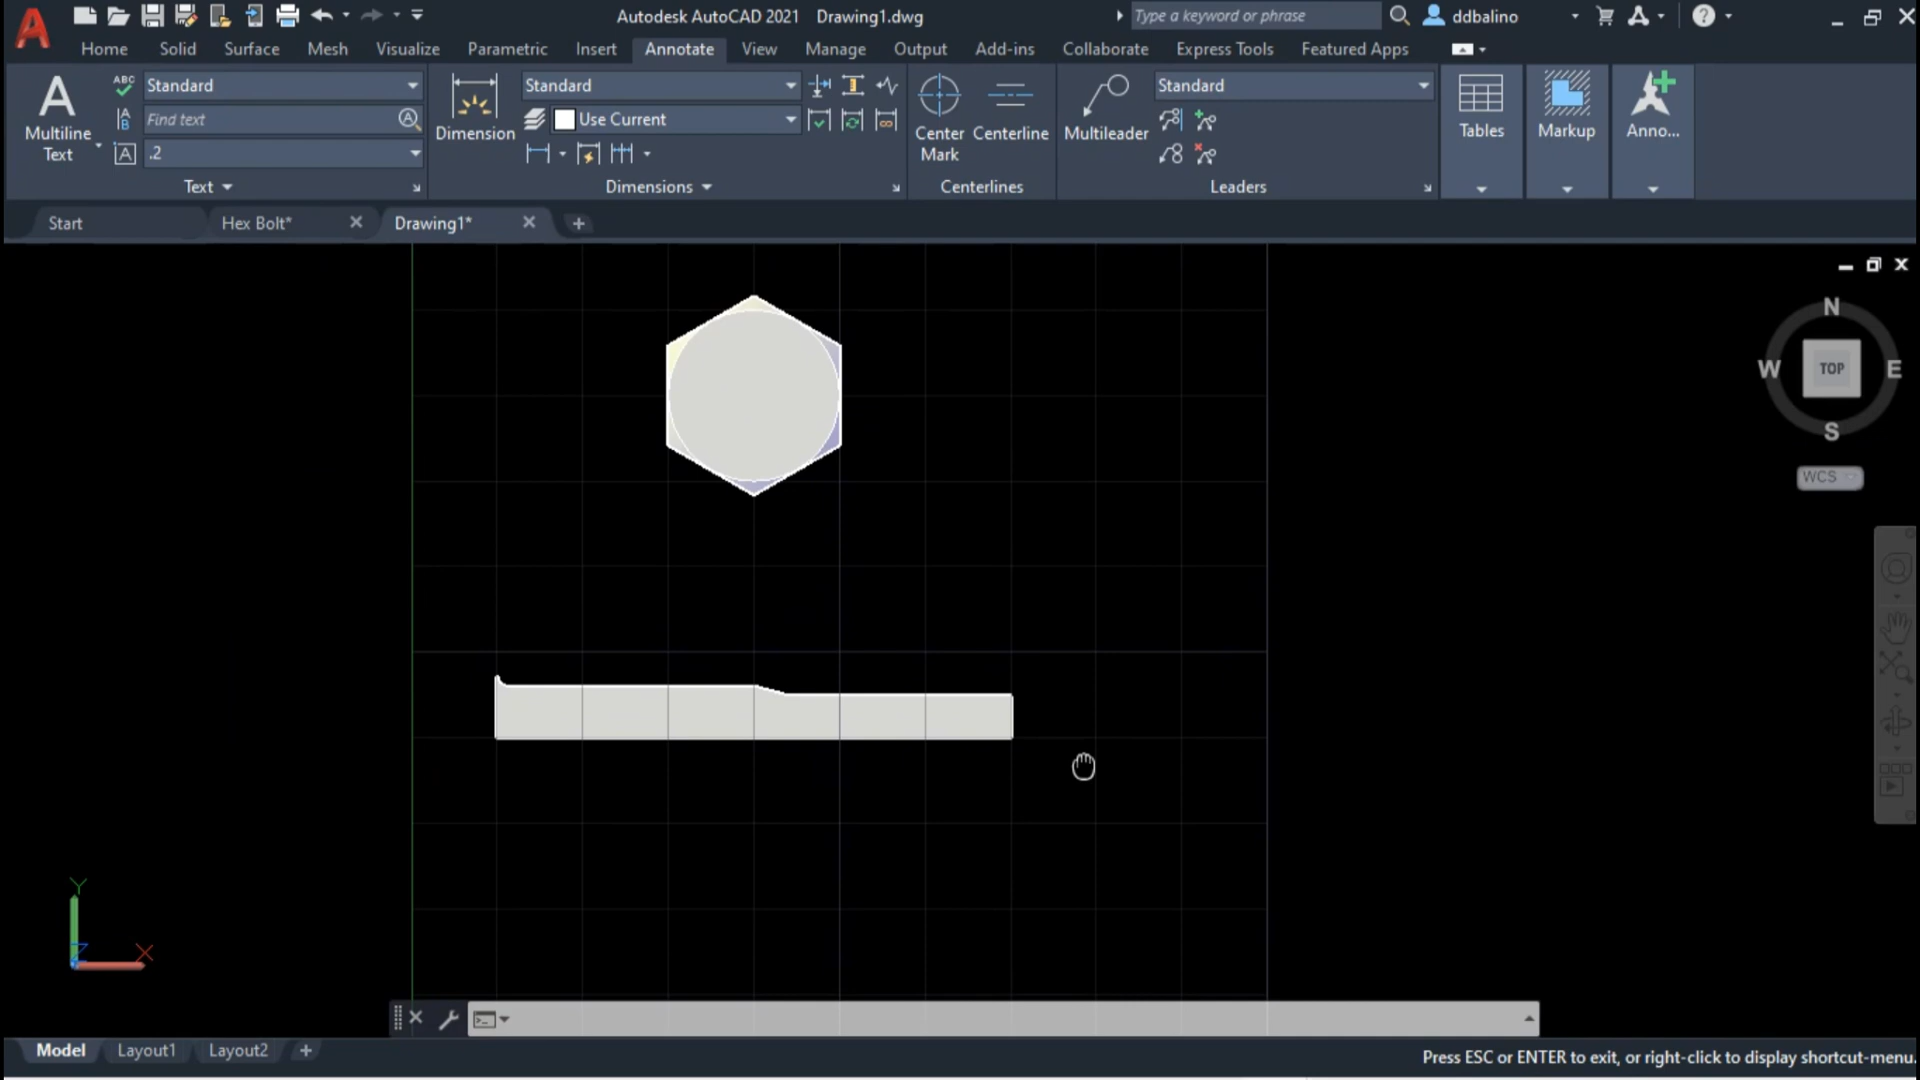 Autodesk AutoCAD 2021 Drawing1.dwg Type a keyword or phrase ddbalino
Home Solid Surface Mesh Visualize Parametric Insert Annotate View Manage Output Add-ins Collaborate Express Tools Featured Apps
A ABC Standard Standard Standard
A B Find text Use Current
Multiline Text Dimension Center Mark Centerline Multileader Tables Markup Anno...
A .2
Text Dimensions Centerlines Leaders
Start Hex Bolt* Drawing1*
N
W TOP E
S
WCS
Y
Z X
Model Layout1 Layout2 + Press ESC or ENTER to exit, or right-click to display shortcut-menu.